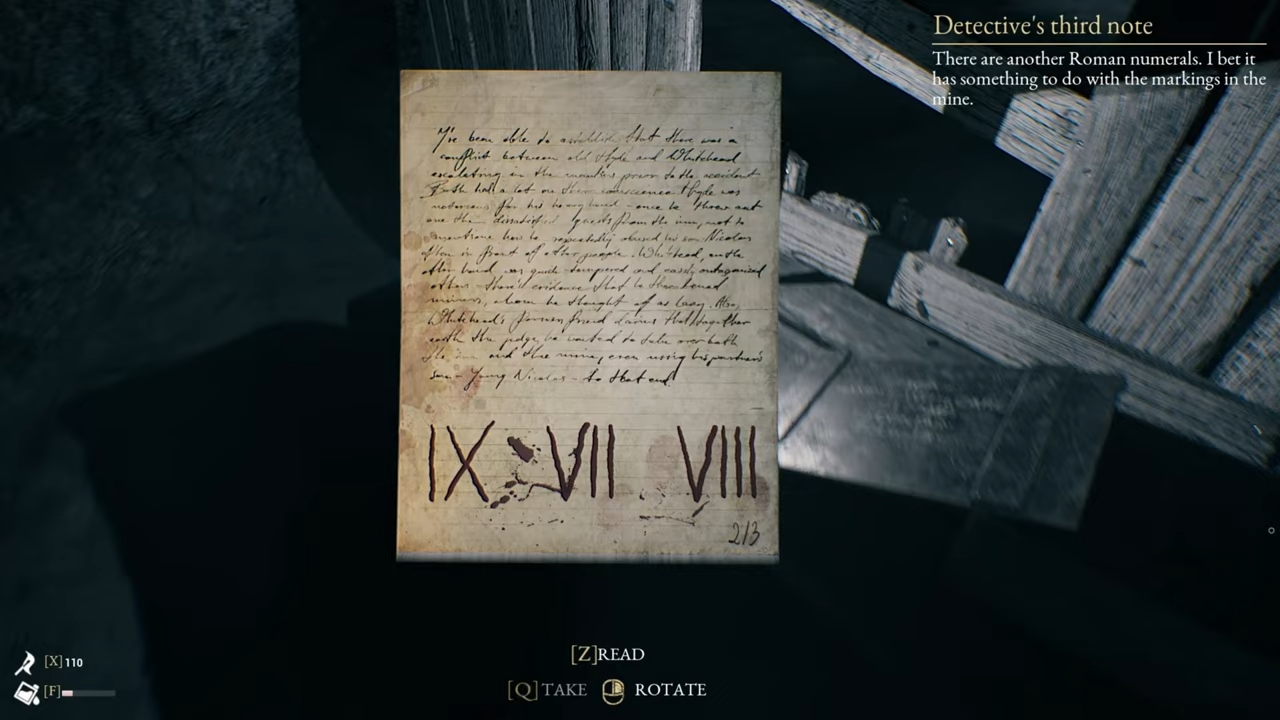 Detective's third note
There are another Roman numerals. I bet it
has something to do with the markings in the
mine.
I've been able to establish that there was a
conflict between old Hyde and Whitehead
escalating in the months prior to the accident
Both had a lot on their conscience. Hyde was
notorious for his heavy hand - once he threw out
one the dissatisfied guests from the inn, not to
mentione how he repeatedly abused his son Nicolas
often in front of other people. Whitehead, on the
other hand, was quick-tempered and easily antagonized
others - there's evidence that he threatened
miners, whom he thought of as lazy. Also,
Whitehead's former friend claims that together
with the judge, he wanted to take over both
the inn and the mine, even using his partner's
son - young Nicolas - to that end.
IX VII VIII
2/3
[X] 110
[F]
[Z]READ
[Q]TAKE ROTATE